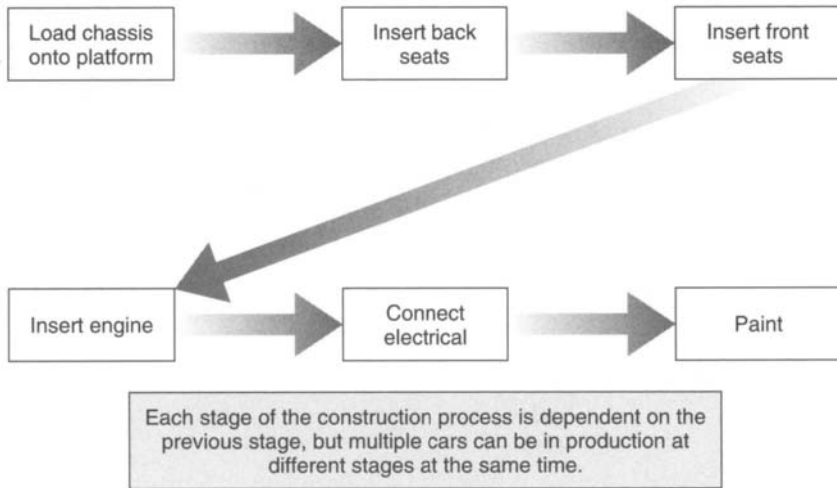 Load chassis
onto platform
Insert back
seats
Insert front
seats
Insert engine
Connect
electrical
Paint
Each stage of the construction process is dependent on the
previous stage, but multiple cars can be in production at
different stages at the same time.